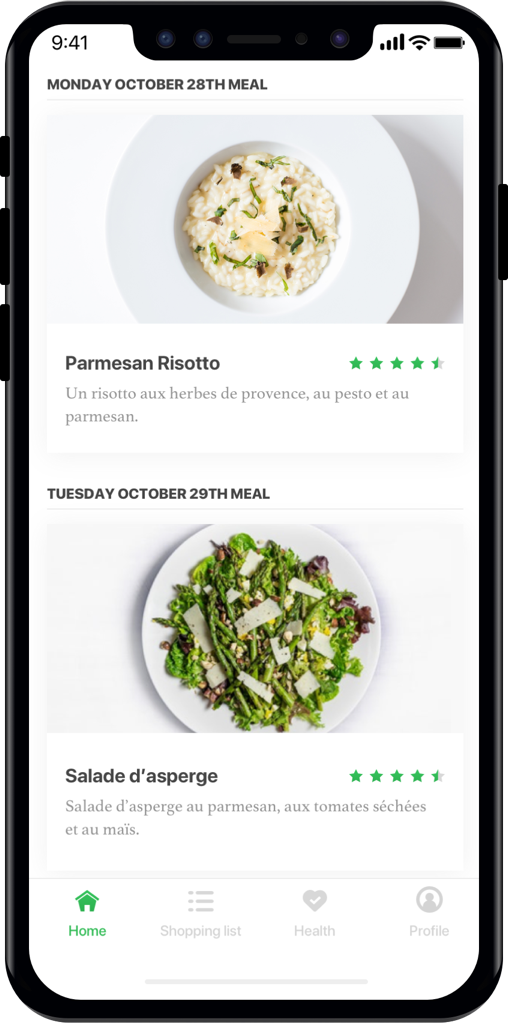 9:41
MONDAY OCTOBER 28TH MEAL
Parmesan Risotto
Un risotto aux herbes de provence, au pesto et au
parmesan.
TUESDAY OCTOBER 29TH MEAL
Salade d’asperge
Salade d’asperge au parmesan, aux tomates séchées
et au maïs.
Home Shopping list Health Profile